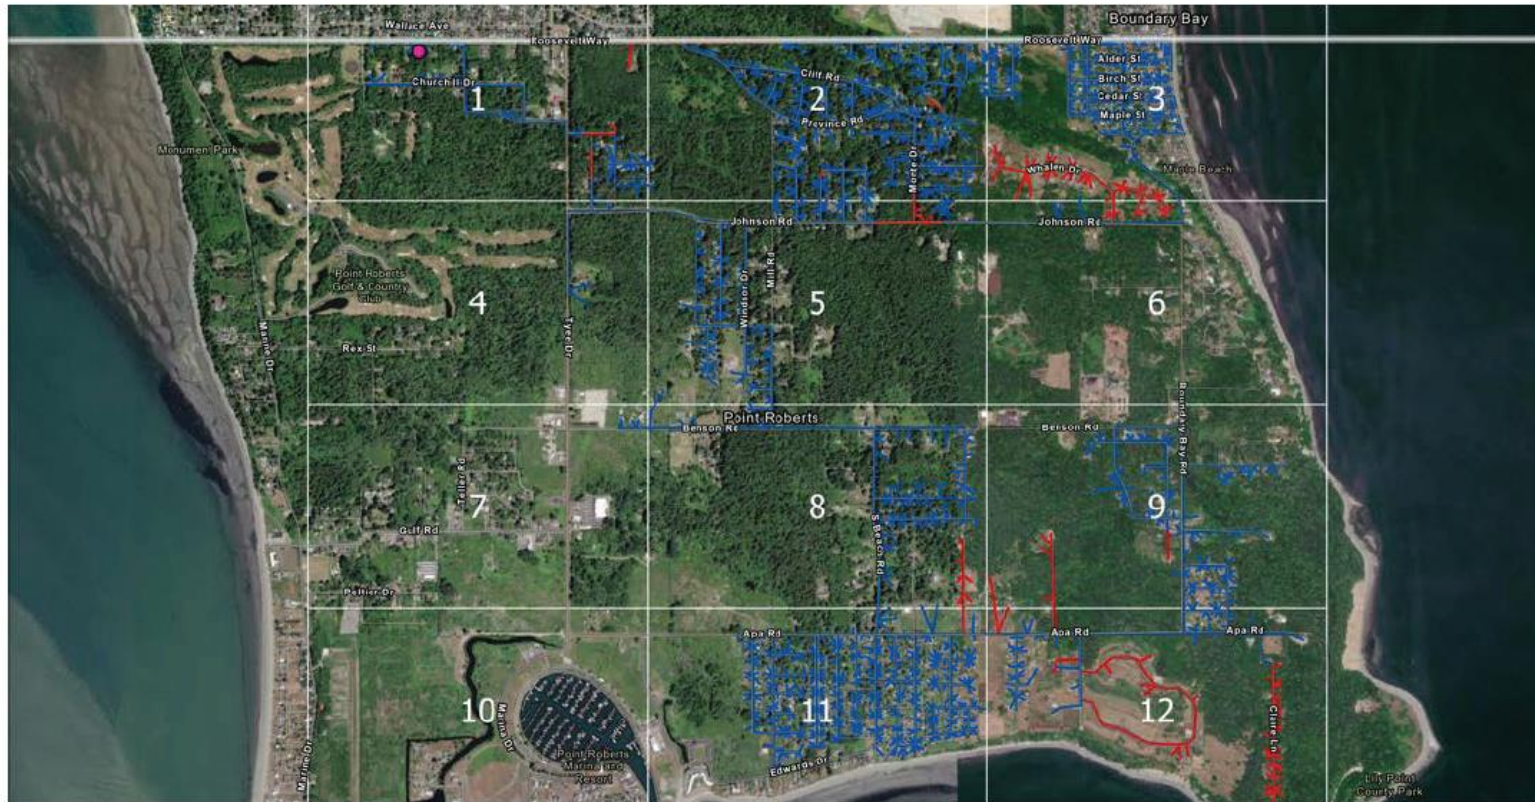 Wallace Ave
Boundary Bay
Roosevelt Way
Roosevelt Way
Churchill Dr
Cliff Rd
Alder St
Birch St
Cedar St
Maple St
1
2
3
Province Rd
Monument Park
Monte Dr
Whalen Dr
Maple Beach
Johnson Rd
Johnson Rd
Point Roberts
Golf & Country
Club
Mill Rd
Windsor Dr
4
5
6
Marine Dr
Tyee Dr
Rex St
Boundary Bay Rd
Point Roberts
Benson Rd
Benson Rd
Teller Rd
7
8
9
Gulf Rd
S Beach Rd
Peltier Dr
Apa Rd
Apa Rd
Apa Rd
10
11
12
Marina Dr
Marine Dr
Claire Ln
Point Roberts
Marina and
Resort
Edwards Dr
Lily Point
County Park